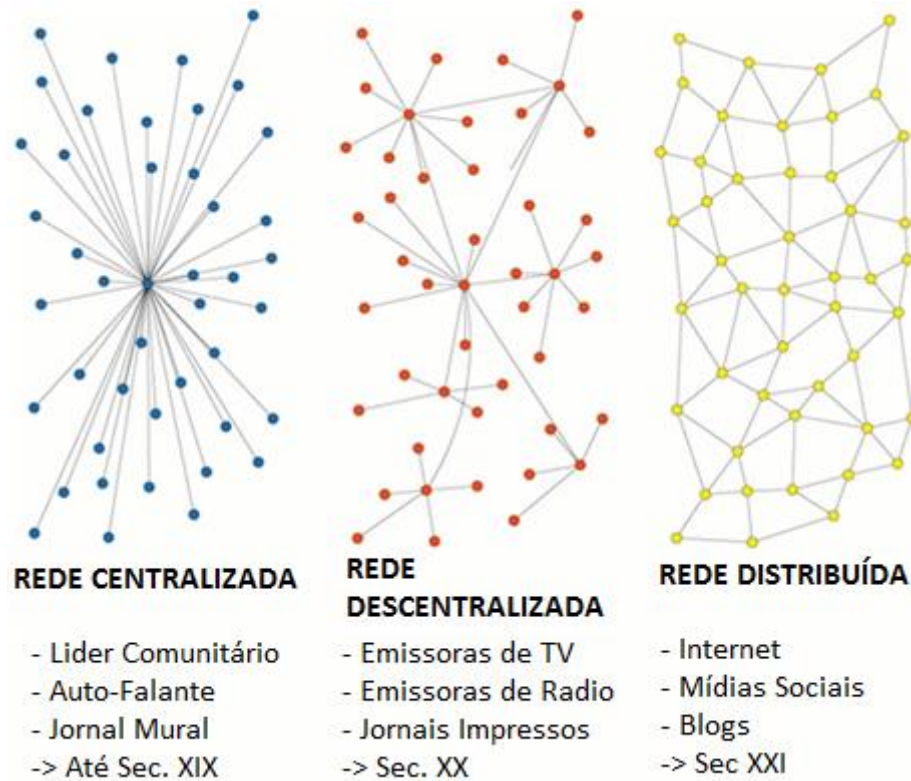 REDE CENTRALIZADA
- Lider Comunitário
- Auto-Falante
- Jornal Mural
-> Até Sec. XIX
REDE
DESCENTRALIZADA
- Emissoras de TV
- Emissoras de Radio
- Jornais Impressos
-> Sec. XX
REDE DISTRIBUÍDA
- Internet
- Mídias Sociais
- Blogs
-> Sec XXI